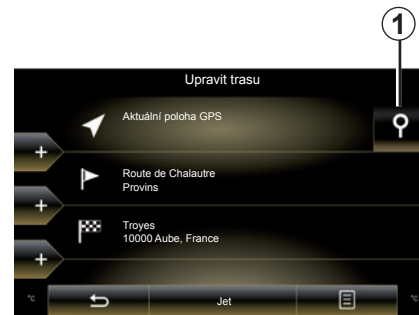 1
Upravit trasu
Aktuální poloha GPS
Route de Chalautre
Provins
Troyes
10000 Aube, France
°C
Jet
°C